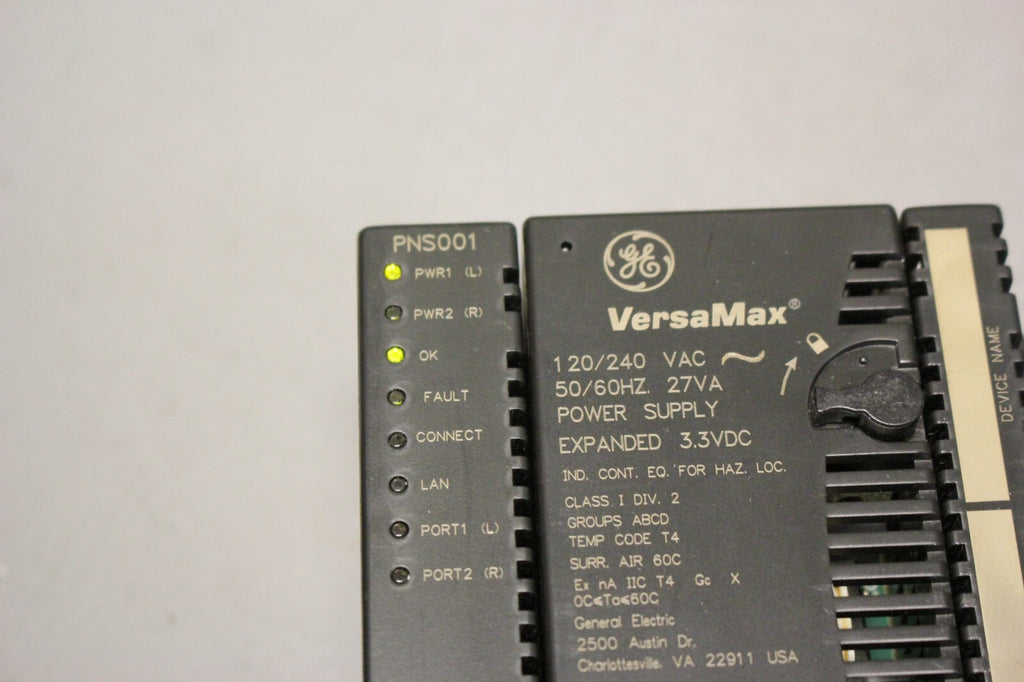 PNS001
PWR1 (L)
PWR2 (R)
OK
FAULT
CONNECT
LAN
PORT1 (L)
PORT2 (R)
GE
VersaMax®
120/240 VAC ~
50/60HZ. 27VA
POWER SUPPLY
EXPANDED 3.3VDC
IND. CONT. EQ. FOR HAZ. LOC.
CLASS I DIV. 2
GROUPS ABCD
TEMP CODE T4
SURR. AIR 60C
Ex nA IIC T4 Gc X
0C≤Ta≤60C
General Electric
2500 Austin Dr.
Charlottesville, VA 22911 USA
DEVICE NAME